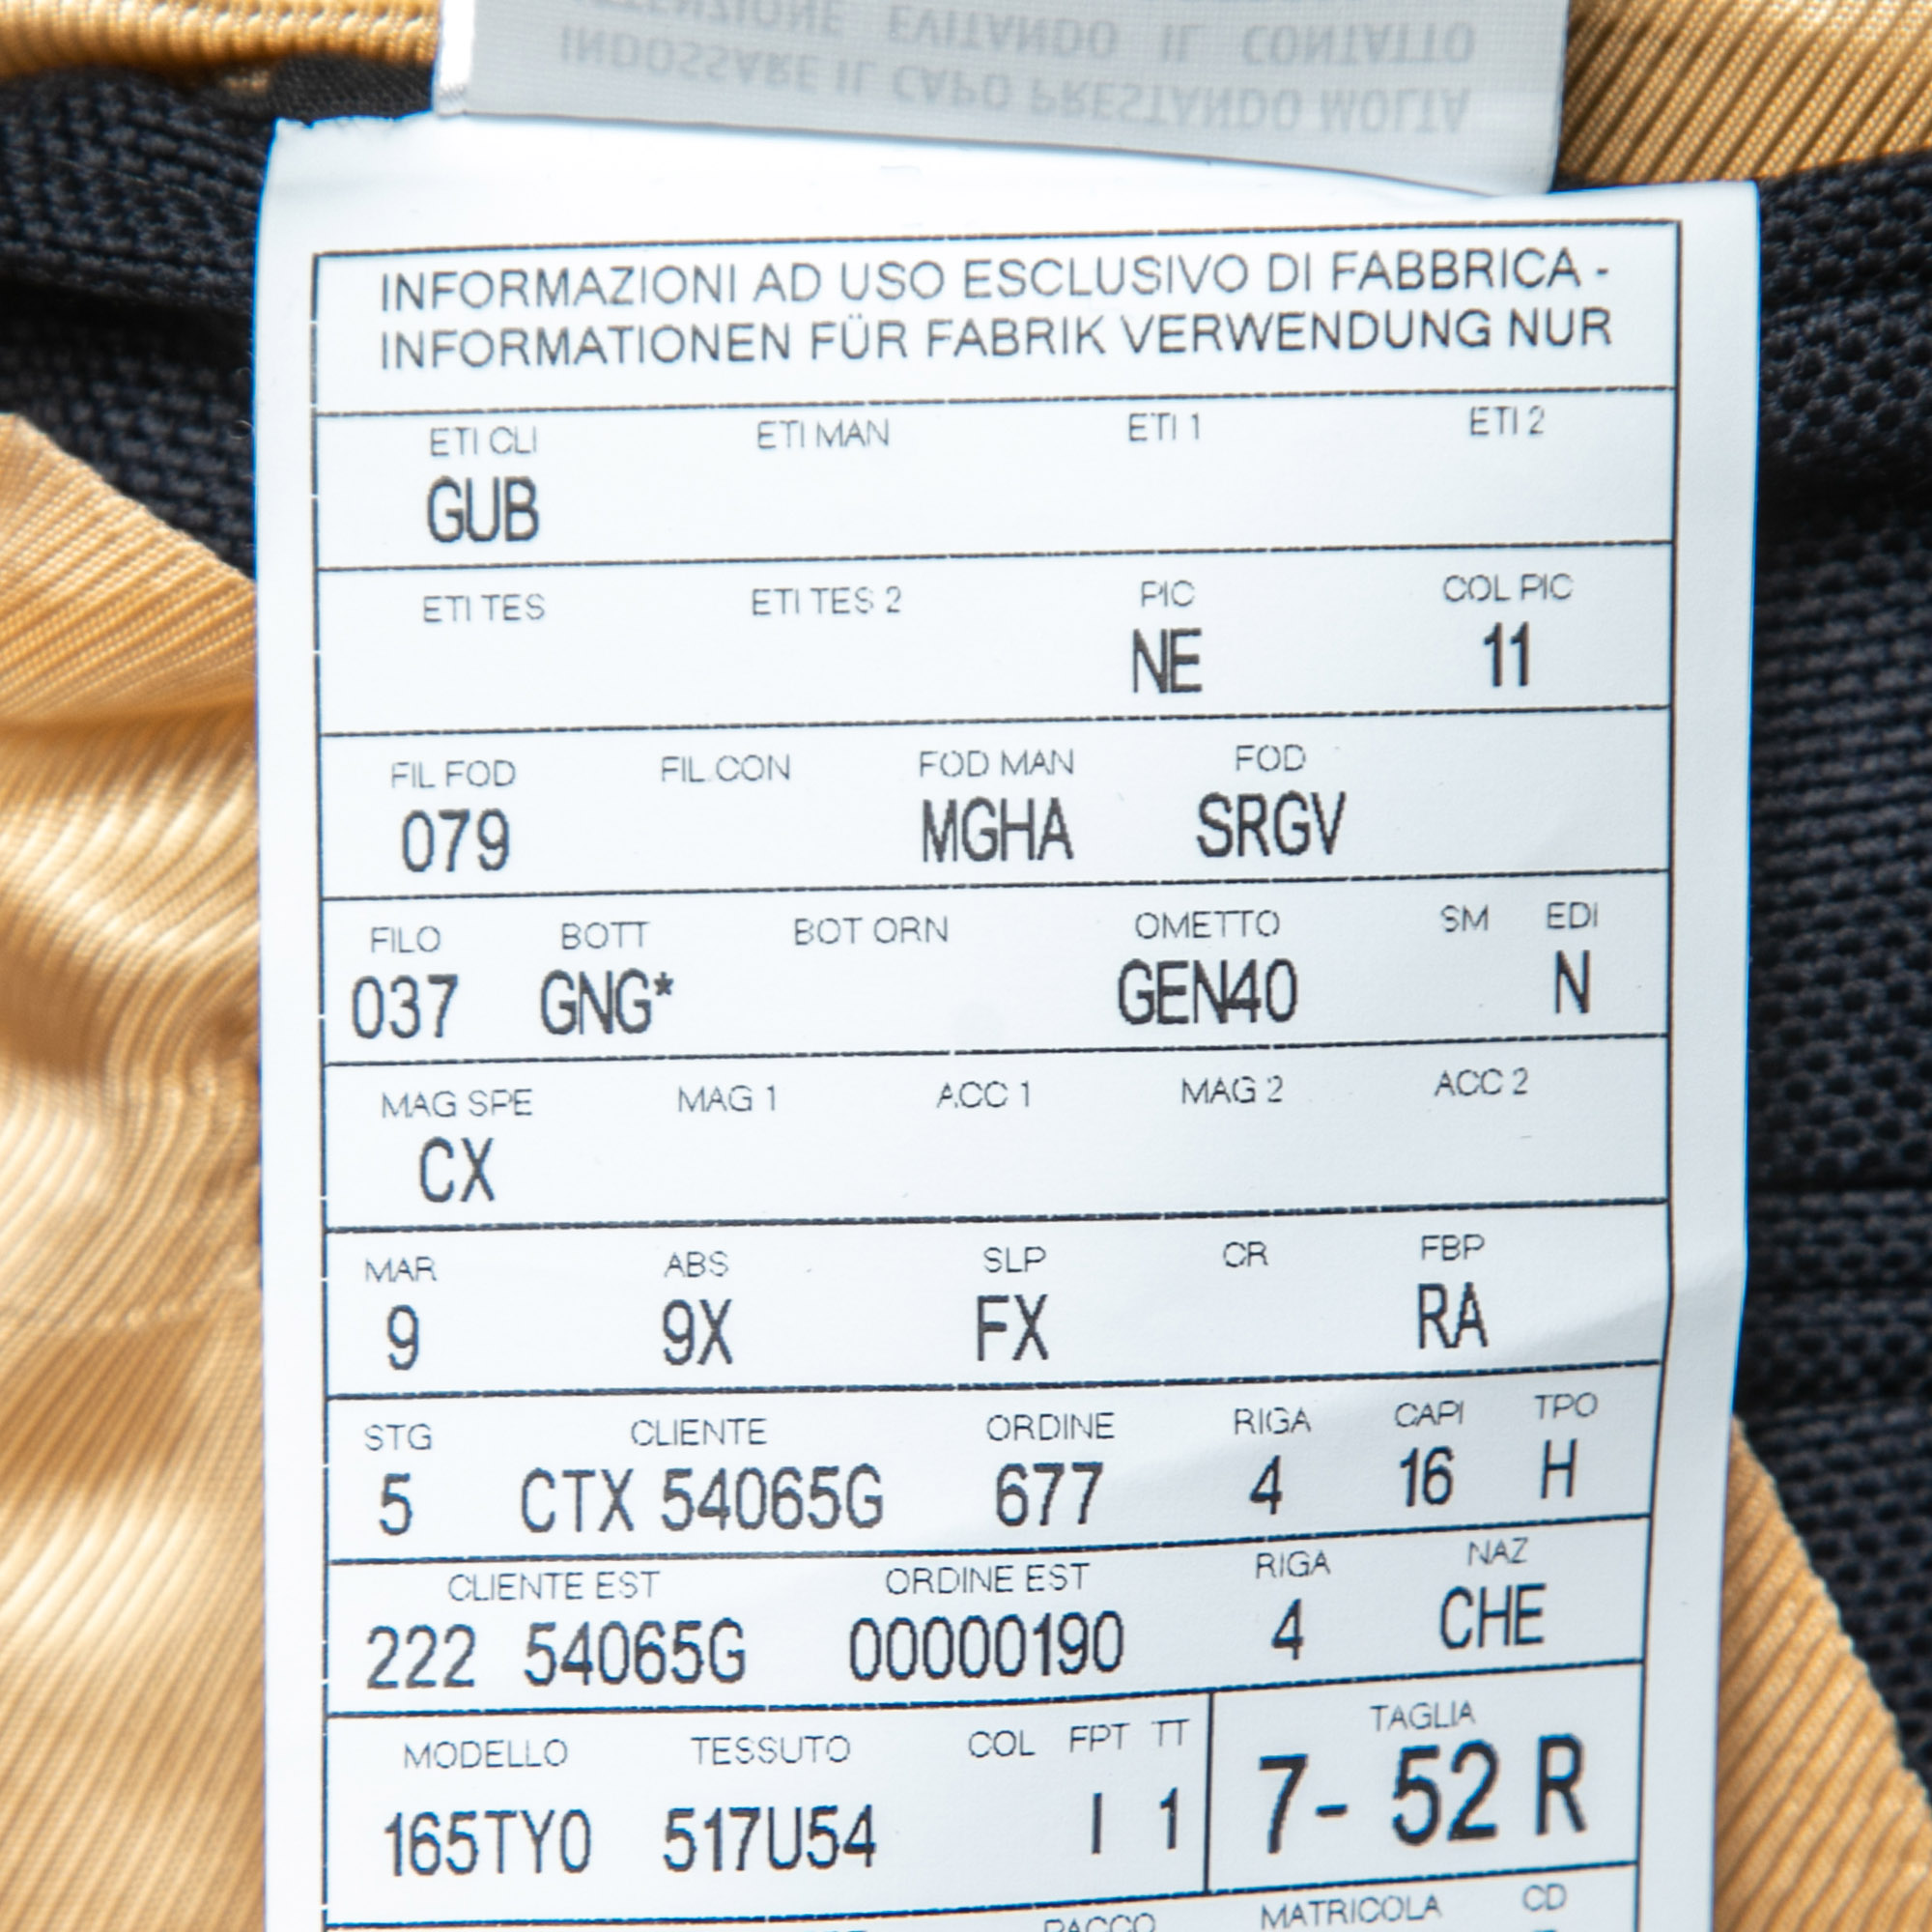 TTENZIONE EVITANDO IL CONTATTO
INDOSSARE IL CAPO PRESTANDO MOLTA
INFORMAZIONI AD USO ESCLUSIVO DI FABBRICA -
INFORMATIONEN FÜR FABRIK VERWENDUNG NUR
ETI CLI ETI MAN ETI 1 ETI 2
GUB
ETI TES ETI TES 2 PIC COL PIC
NE 11
FIL FOD FIL.CON FOD MAN FOD
079 MGHA SRGV
FILO BOTT BOT ORN OMETTO SM EDI
037 GNG* GEN40 N
MAG SPE MAG 1 ACC 1 MAG 2 ACC 2
CX
MAR ABS SLP CR FBP
9 9X FX RA
STG CLIENTE ORDINE RIGA CAPI TPO
5 CTX 54065G 677 4 16 H
CLIENTE EST ORDINE EST RIGA NAZ
222 54065G 00000190 4 CHE
MODELLO TESSUTO COL FPT TT TAGLIA
165TY0 517U54 I 1 7- 52 R
PACCO MATRICOLA CD